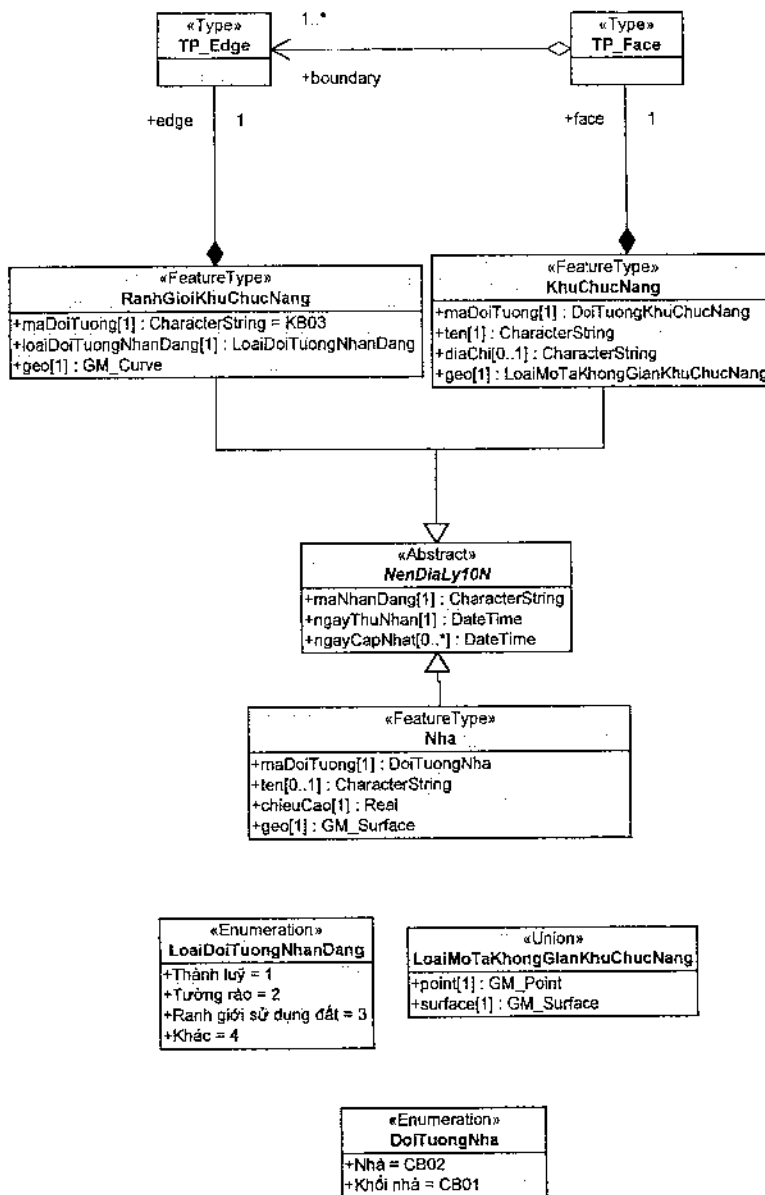 «Type»
TP_Edge
1..*
+boundary
«Type»
TP_Face
+edge 1
+face 1
«FeatureType»
RanhGioiKhuChucNang
+maDoiTuong[1] : CharacterString = KB03
+loaiDoiTuongNhanDang[1] : LoaiDoiTuongNhanDang
+geo[1] : GM_Curve
«FeatureType»
KhuChucNang
+maDoiTuong[1] : DoiTuongKhuChucNang
+ten[1] : CharacterString
+diaChi[0..1] : CharacterString
+geo[1] : LoaiMoTaKhongGianKhuChucNang
«Abstract»
NenDiaLy10N
+maNhanDang[1] : CharacterString
+ngayThuNhan[1] : DateTime
+ngayCapNhat[0..*] : DateTime
«FeatureType»
Nha
+maDoiTuong[1] : DoiTuongNha
+ten[0..1] : CharacterString
+chieuCao[1] : Real
+geo[1] : GM_Surface
«Enumeration»
LoaiDoiTuongNhanDang
+Thành luỹ = 1
+Tường rào = 2
+Ranh giới sử dụng đất = 3
+Khác = 4
«Union»
LoaiMoTaKhongGianKhuChucNang
+point[1] : GM_Point
+surface[1] : GM_Surface
«Enumeration»
DoiTuongNha
+Nhà = CB02
+Khối nhà = CB01